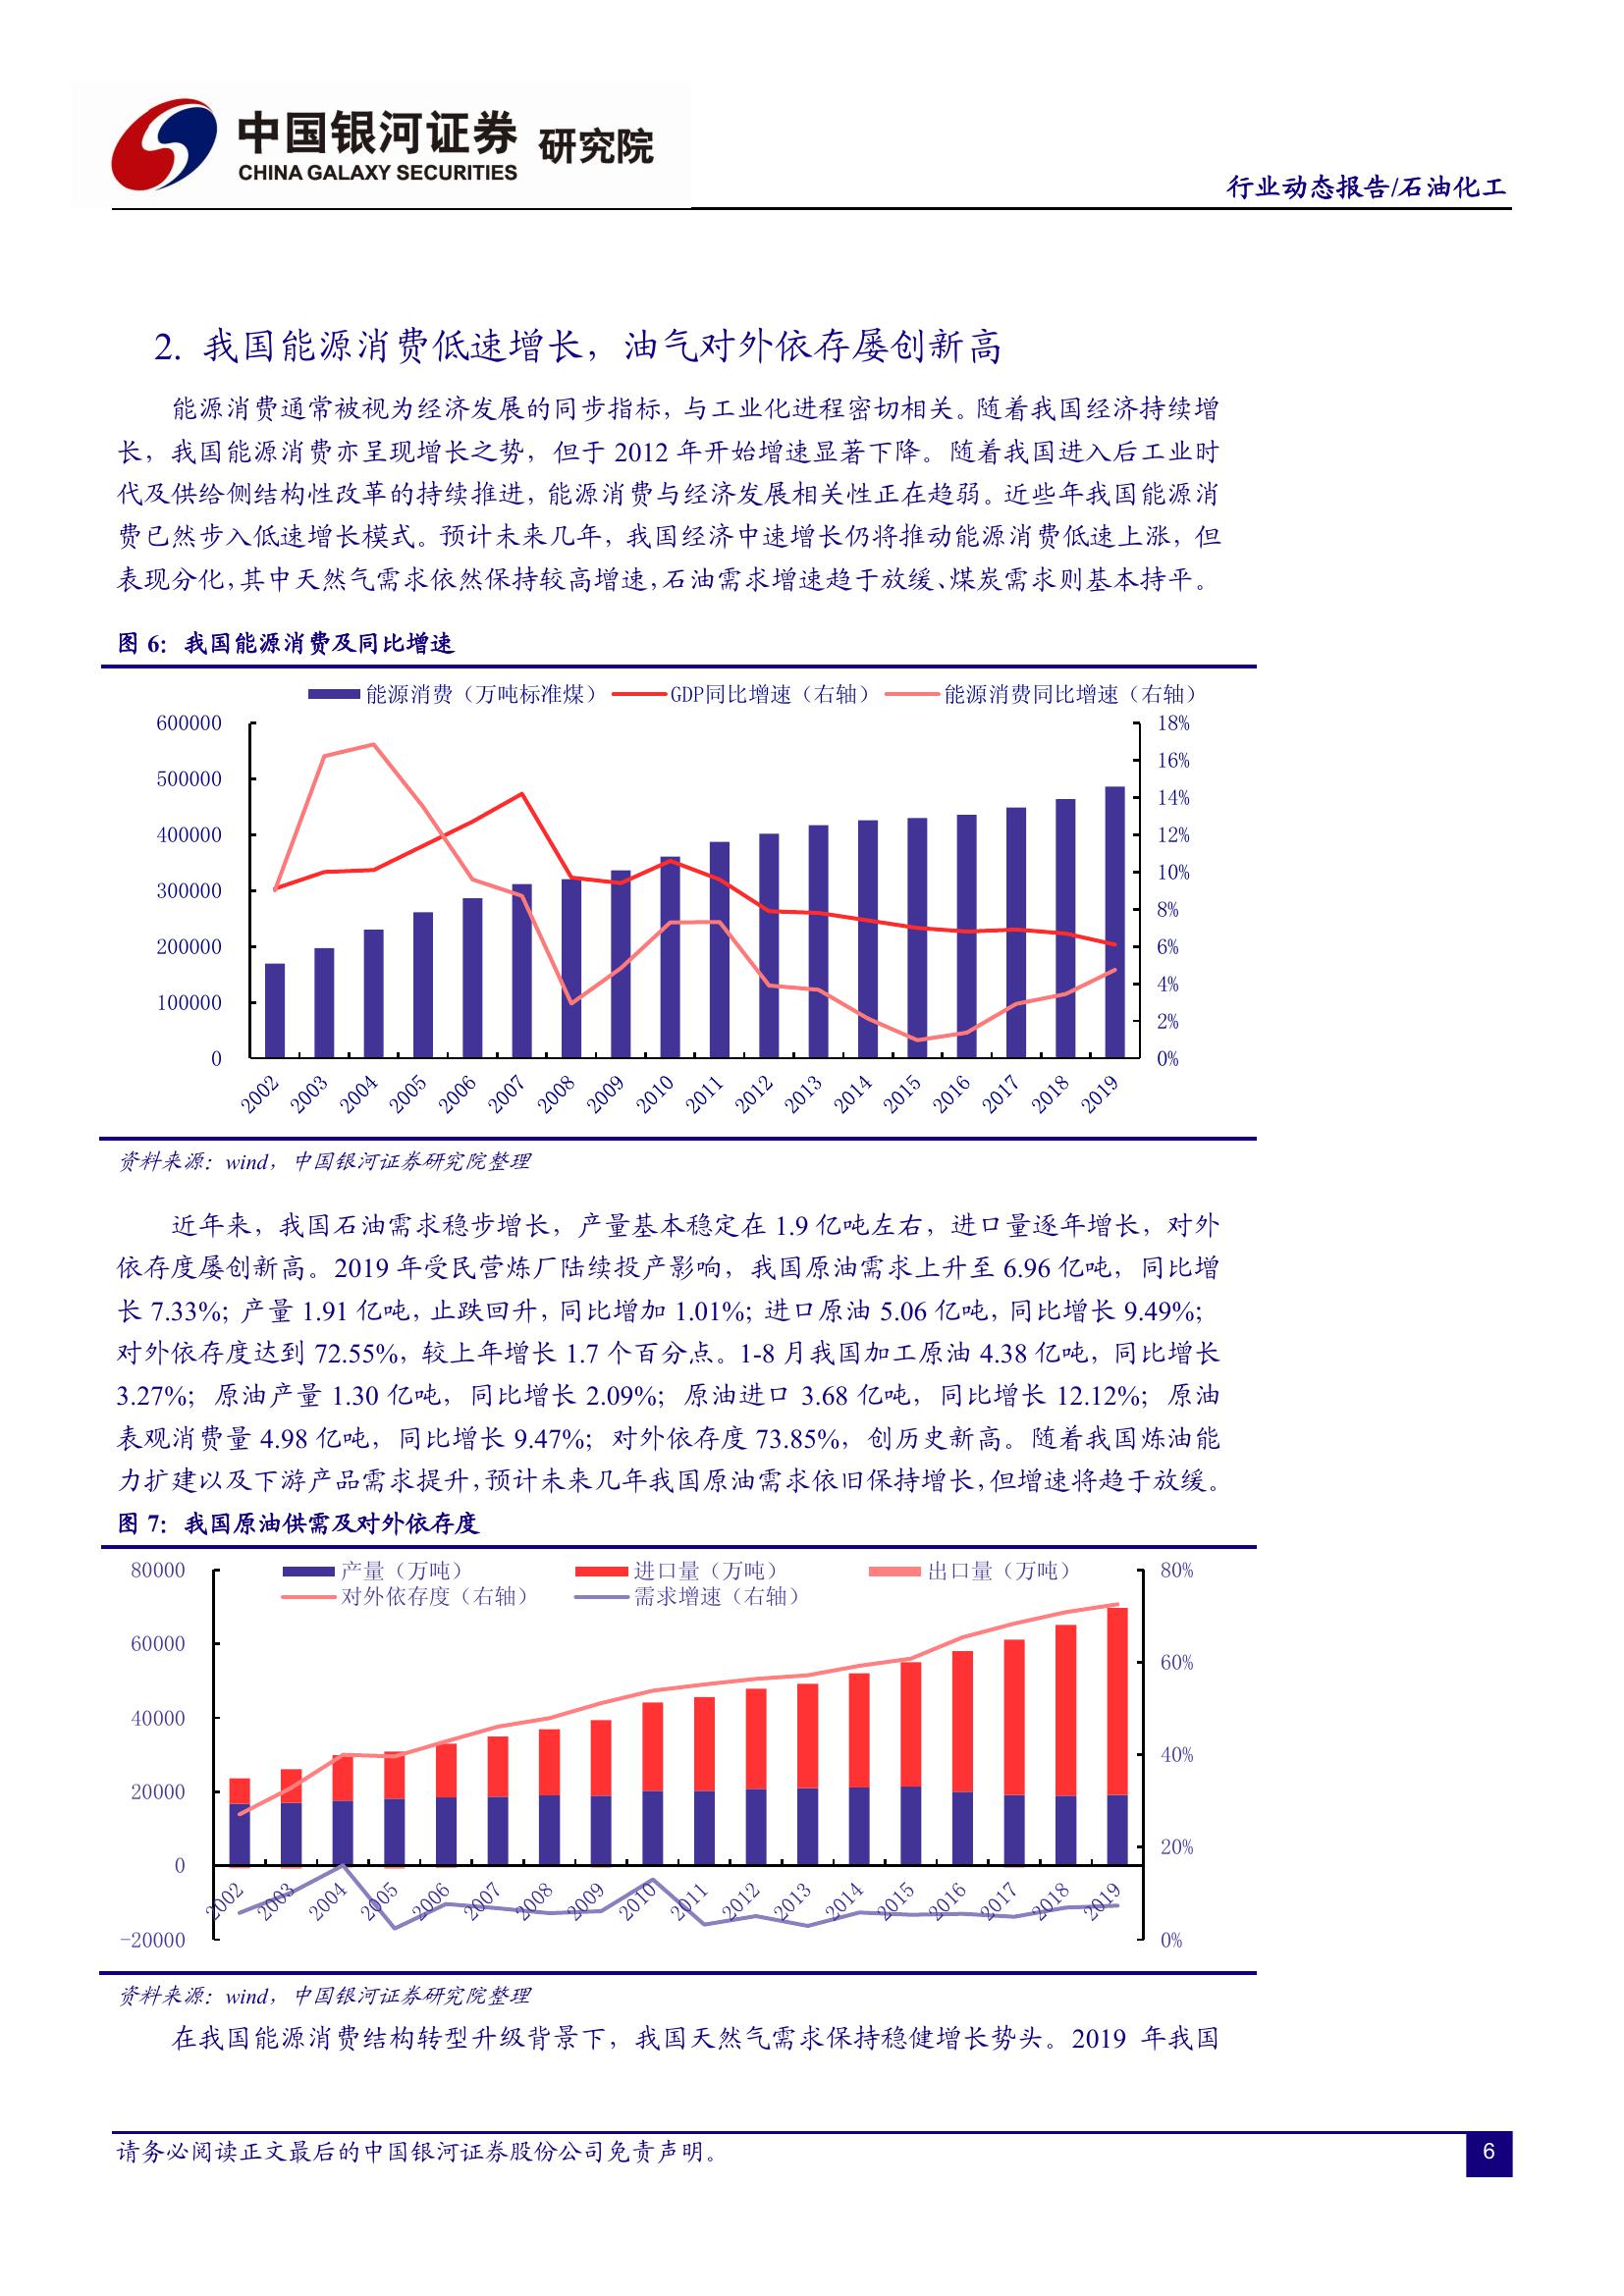 中国银河证券 研究院
CHINA GALAXY SECURITIES
行业动态报告/石油化工
2. 我国能源消费低速增长，油气对外依存屡创新高
能源消费通常被视为经济发展的同步指标，与工业化进程密切相关。随着我国经济持续增
长，我国能源消费亦呈现增长之势，但于 2012 年开始增速显著下降。随着我国进入后工业时
代及供给侧结构性改革的持续推进，能源消费与经济发展相关性正在趋弱。近些年我国能源消
费已然步入低速增长模式。预计未来几年，我国经济中速增长仍将推动能源消费低速上涨，但
表现分化，其中天然气需求依然保持较高增速，石油需求增速趋于放缓、煤炭需求则基本持平。
图 6：我国能源消费及同比增速
能源消费（万吨标准煤） GDP同比增速（右轴） 能源消费同比增速（右轴）
600000 18%
16%
500000
14%
400000 12%
300000 10%
8%
200000 6%
4%
100000
2%
0 0%
2002 2003 2004 2005 2006 2007 2008 2009 2010 2011 2012 2013 2014 2015 2016 2017 2018 2019
资料来源：wind，中国银河证券研究院整理
近年来，我国石油需求稳步增长，产量基本稳定在 1.9 亿吨左右，进口量逐年增长，对外
依存度屡创新高。2019 年受民营炼厂陆续投产影响，我国原油需求上升至 6.96 亿吨，同比增
长 7.33%；产量 1.91 亿吨，止跌回升，同比增加 1.01%；进口原油 5.06 亿吨，同比增长 9.49%；
对外依存度达到 72.55%，较上年增长 1.7 个百分点。1-8 月我国加工原油 4.38 亿吨，同比增长
3.27%；原油产量 1.30 亿吨，同比增长 2.09%；原油进口 3.68 亿吨，同比增长 12.12%；原油
表观消费量 4.98 亿吨，同比增长 9.47%；对外依存度 73.85%，创历史新高。随着我国炼油能
力扩建以及下游产品需求提升，预计未来几年我国原油需求依旧保持增长，但增速将趋于放缓。
图 7：我国原油供需及对外依存度
产量（万吨） 进口量（万吨） 出口量（万吨）
对外依存度（右轴） 需求增速（右轴）
80000 80%
60000
60%
40000
40%
20000
20%
0
2002 2003 2004 2005 2006 2007 2008 2009 2010 2011 2012 2013 2014 2015 2016 2017 2018 2019
-20000 0%
资料来源：wind，中国银河证券研究院整理
在我国能源消费结构转型升级背景下，我国天然气需求保持稳健增长势头。2019 年我国
请务必阅读正文最后的中国银河证券股份公司免责声明。
6